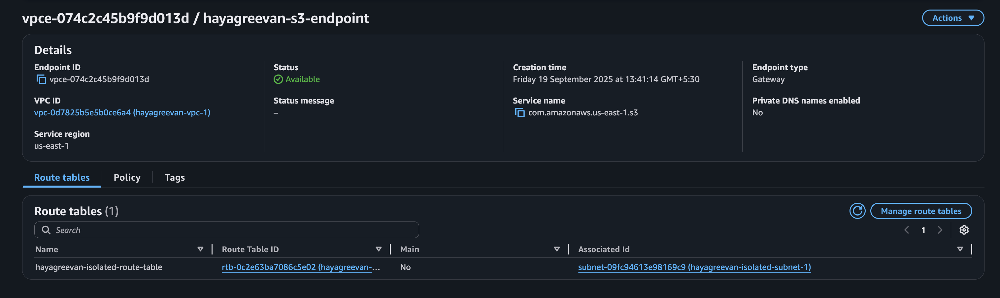 vpce-074c2c45b9f9d013d / hayagreevan-s3-endpoint
Actions
Details
Endpoint ID
vpce-074c2c45b9f9d013d
Status
Available
Creation time
Friday 19 September 2025 at 13:41:14 GMT+5:30
Endpoint type
Gateway
VPC ID
vpc-0d7825b5e5b0ce6a4 (hayagreevan-vpc-1)
Status message
–
Service name
com.amazonaws.us-east-1.s3
Private DNS names enabled
No
Service region
us-east-1
Route tables
Policy
Tags
Route tables (1)
Manage route tables
Search
1
Name
Route Table ID
Main
Associated Id
hayagreevan-isolated-route-table
rtb-0c2e63ba7086c5e02 (hayagreevan-…
No
subnet-09fc94613e98169c9 (hayagreevan-isolated-subnet-1)